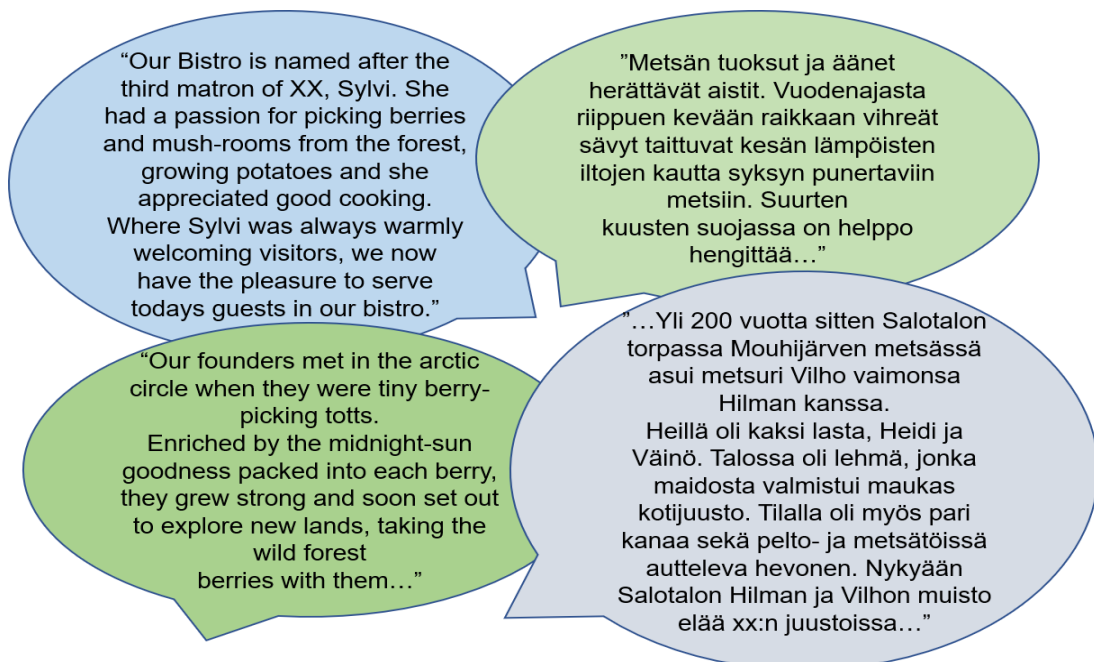 “Our Bistro is named after the
third matron of XX, Sylvi. She
had a passion for picking berries
and mush-rooms from the forest,
growing potatoes and she
appreciated good cooking.
Where Sylvi was always warmly
welcoming visitors, we now
have the pleasure to serve
todays guests in our bistro.”
”Metsän tuoksut ja äänet
herättävät aistit. Vuodenajasta
riippuen kevään raikkaan vihreät
sävyt taittuvat kesän lämpöisten
iltojen kautta syksyn punertaviin
metsiin. Suurten
kuusten suojassa on helppo
hengittää…”
“Our founders met in the arctic
circle when they were tiny berry-
picking totts.
Enriched by the midnight-sun
goodness packed into each berry,
they grew strong and soon set out
to explore new lands, taking the
wild forest
berries with them…”
”…Yli 200 vuotta sitten Salotalon
torpassa Mouhijärven metsässä
asui metsuri Vilho vaimonsa
Hilman kanssa.
Heillä oli kaksi lasta, Heidi ja
Väinö. Talossa oli lehmä, jonka
maidosta valmistui maukas
kotijuusto. Tilalla oli myös pari
kanaa sekä pelto- ja metsätöissä
autteleva hevonen. Nykyään
Salotalon Hilman ja Vilhon muisto
elää xx:n juustoissa…”